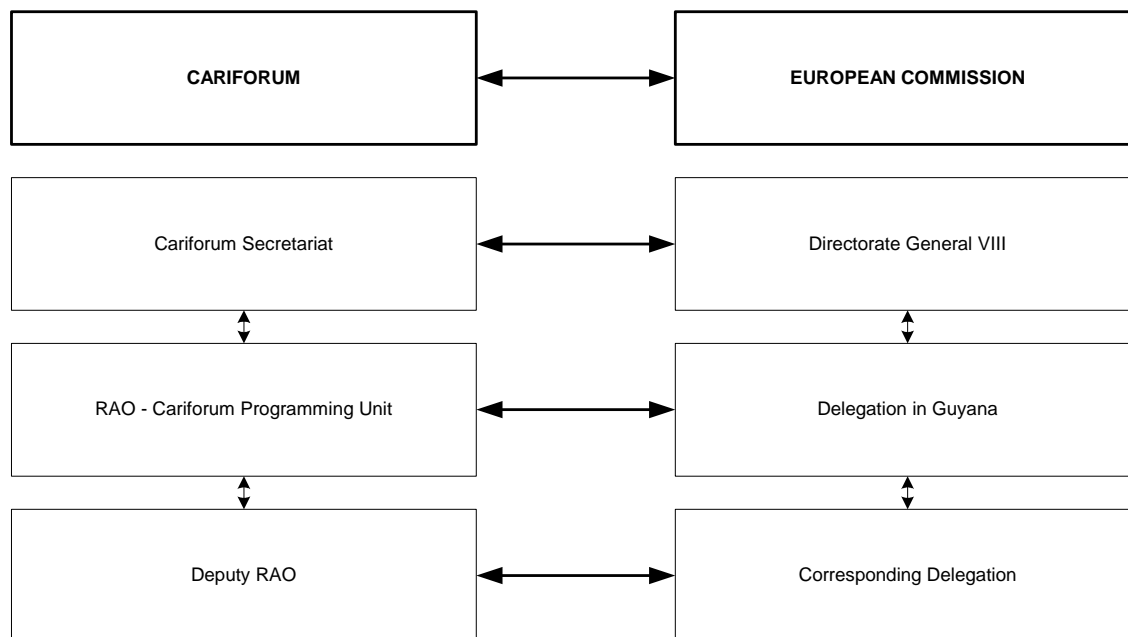 CARIFORUM
EUROPEAN COMMISSION
Cariforum Secretariat
Directorate General VIII
RAO - Cariforum Programming Unit
Delegation in Guyana
Deputy RAO
Corresponding Delegation